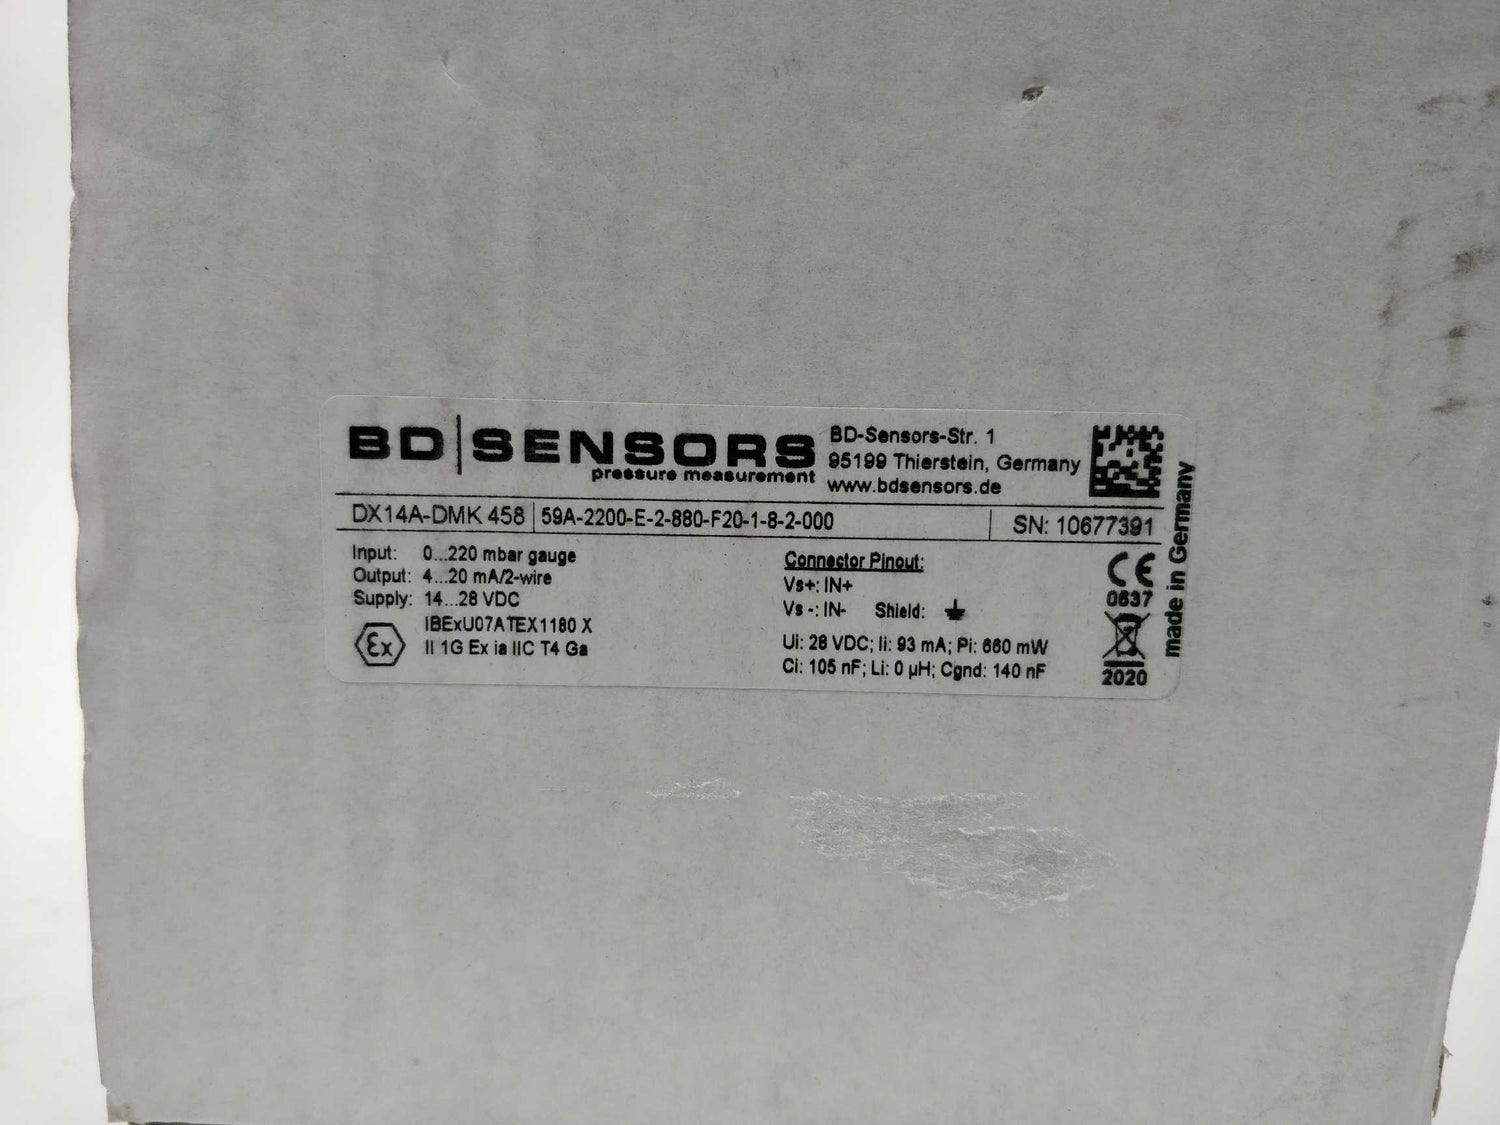 BD|SENSORS
pressure measurement
BD-Sensors-Str. 1
95199 Thierstein, Germany
www.bdsensors.de
DX14A-DMK 458 | 59A-2200-E-2-880-F20-1-8-2-000 | SN: 10677391
Input: 0...220 mbar gauge
Output: 4...20 mA/2-wire
Supply: 14...28 VDC
Ex IBExU07ATEX1180 X
II 1G Ex ia IIC T4 Ga
Connector Pinout:
Vs+: IN+
Vs -: IN- Shield:
Ui: 28 VDC; Ii: 93 mA; Pi: 660 mW
Ci: 105 nF; Li: 0 µH; Cgnd: 140 nF
CE
0637
2020
made in Germany